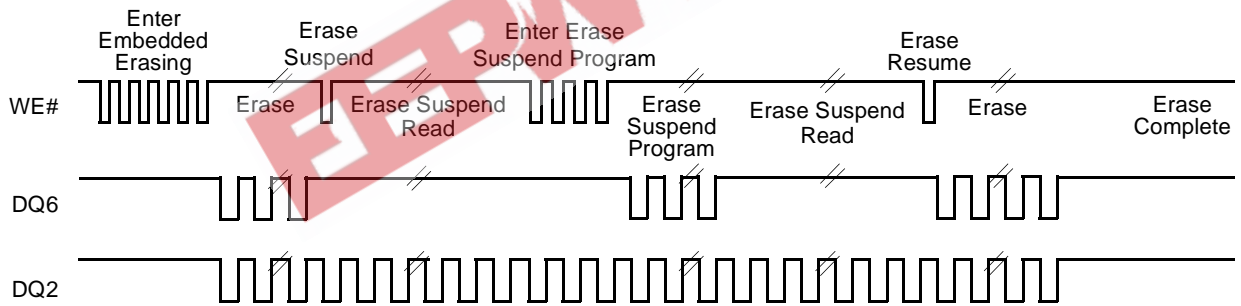 Enter
Embedded
Erasing
Erase
Suspend
Enter Erase
Suspend Program
Erase
Resume
WE#
Erase
Erase Suspend
Read
Erase
Suspend
Program
Erase Suspend
Read
Erase
Erase
Complete
DQ6
DQ2